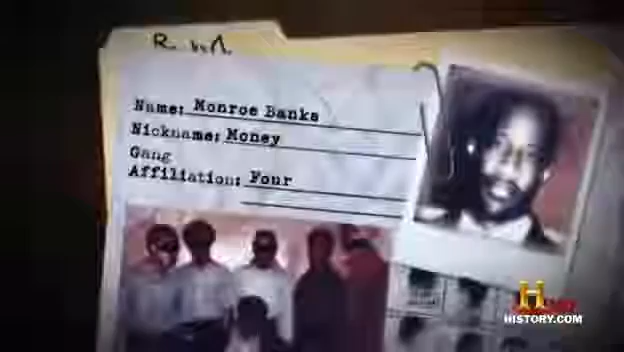 Name: Monroe Banks
Nickname: Money
Gang
Affiliation: Four
H
HISTORY.COM